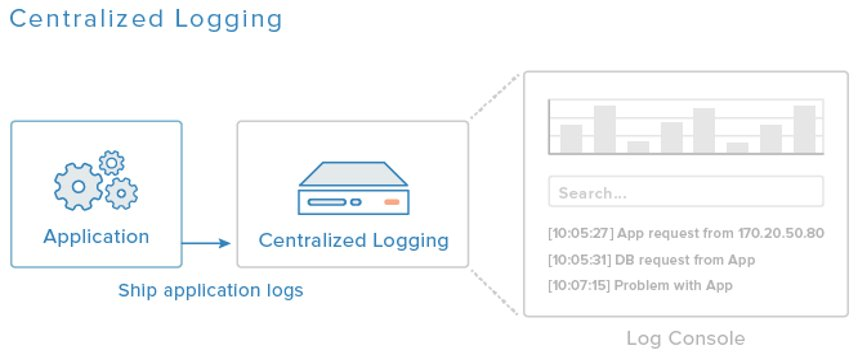 Centralized Logging
Application
Centralized Logging
Ship application logs
Search...
[10:05:27] App request from 170.20.50.80
[10:05:31] DB request from App
[10:07:15] Problem with App
Log Console